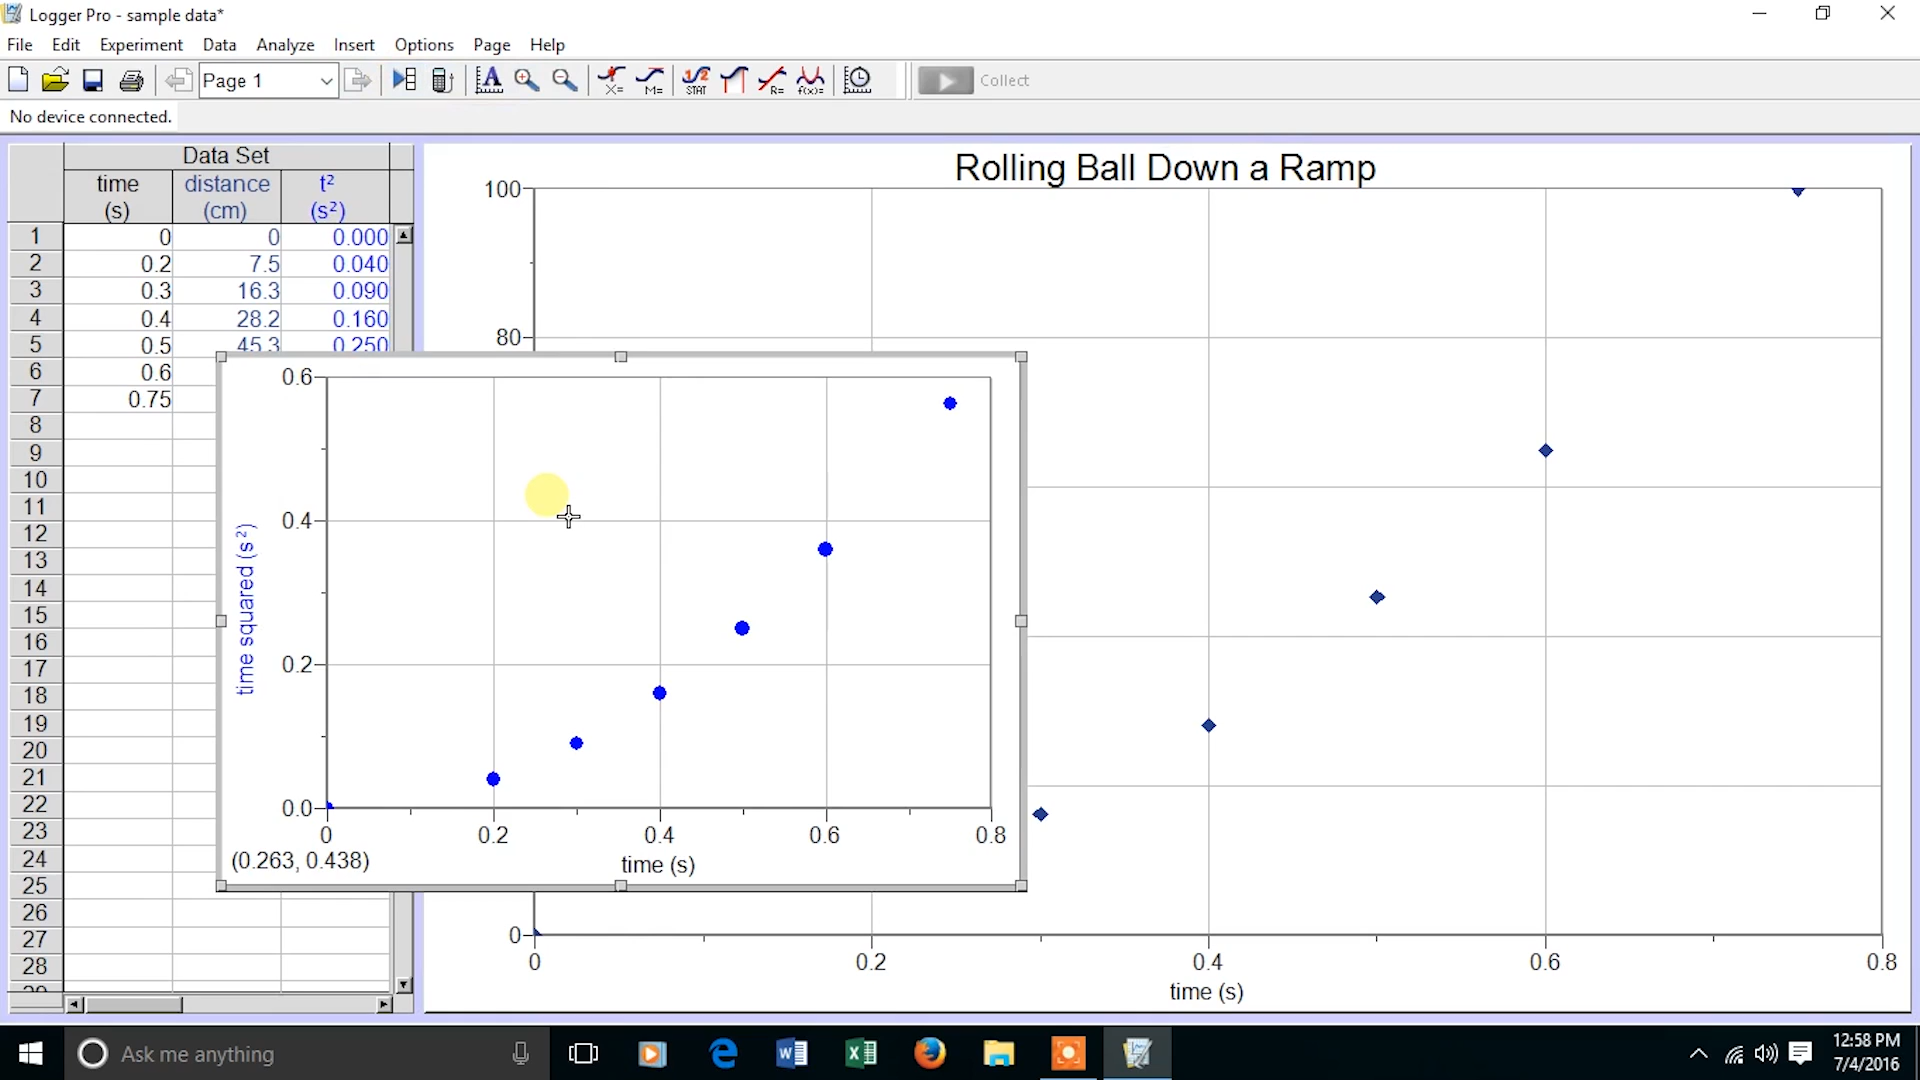 Logger Pro - sample data*
File Edit Experiment Data Analyze Insert Options Page Help
Page 1
X= M= 1/2 STAT R= f(x)= Collect
No device connected.
Data Set
time distance t²
(s) (cm) (s²)
1 0 0 0.000
2 0.2 7.5 0.040
3 0.3 16.3 0.090
4 0.4 28.2 0.160
5 0.5 45.3 0.250
6 0.6
7 0.75
8
9
10
11
12
13
14
15
16
17
18
19
20
21
22
23
24
25
26
27
28
29
Rolling Ball Down a Ramp
100
80
0
0 0.2 0.4 0.6 0.8
time (s)
time squared (s²)
0.6
0.4
0.2
0.0
0 0.2 0.4 0.6 0.8
(0.263, 0.438) time (s)
Ask me anything
12:58 PM
7/4/2016